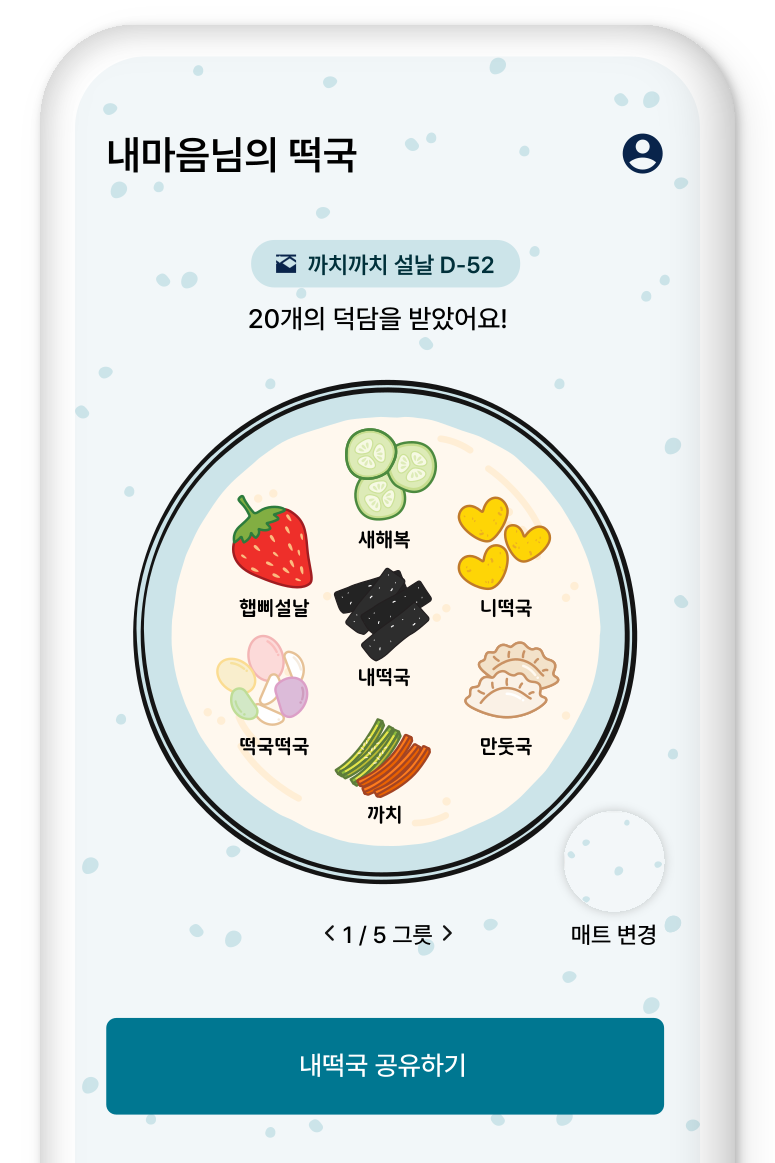 내마음님의 떡국
까치까치 설날 D-52
20개의 덕담을 받았어요!
새해복
햅삐설날
니떡국
내떡국
떡국떡국
만둣국
까치
< 1 / 5 그릇 >
매트 변경
내떡국 공유하기